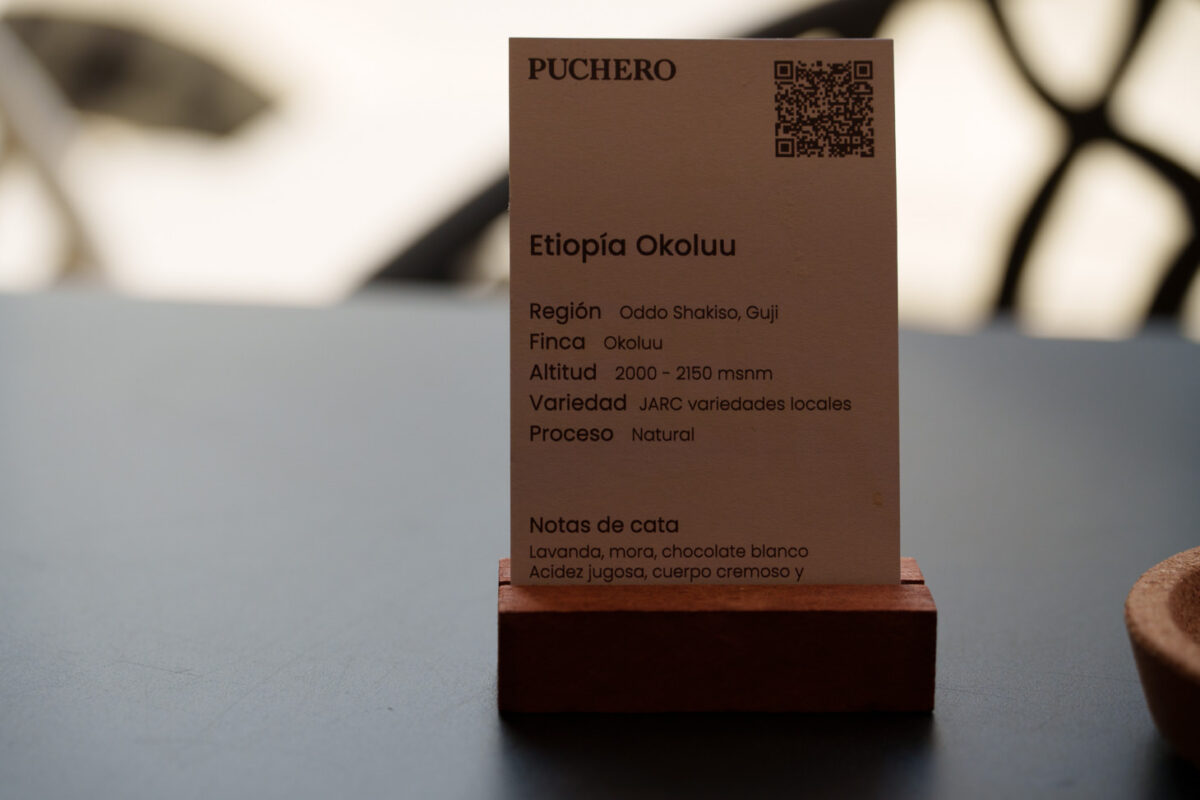 PUCHERO
Etiopía Okoluu
Región Oddo Shakiso, Guji
Finca Okoluu
Altitud 2000 - 2150 msnm
Variedad JARC variedades locales
Proceso Natural
Notas de cata
Lavanda, mora, chocolate blanco
Acidez jugosa, cuerpo cremoso y